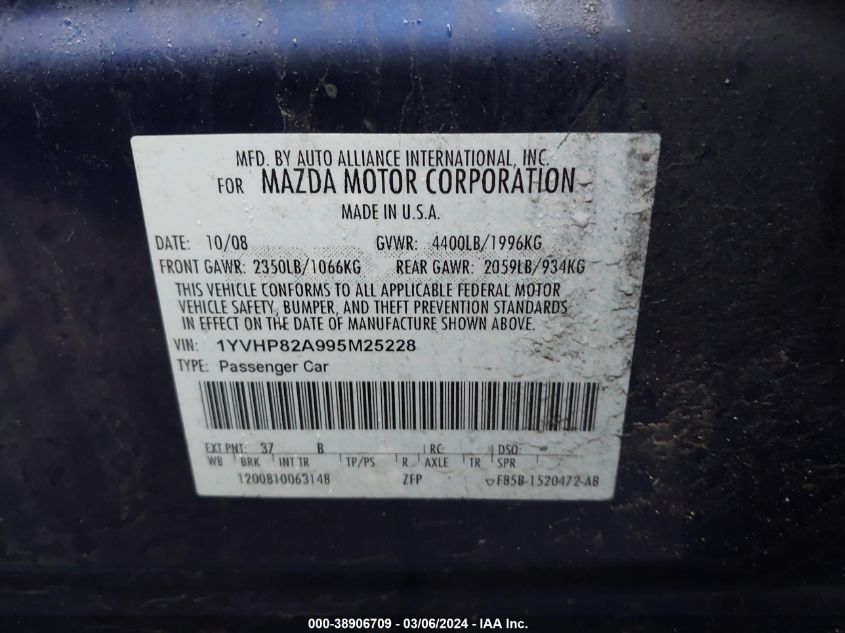 MFD. BY AUTO ALLIANCE INTERNATIONAL, INC.
FOR MAZDA MOTOR CORPORATION
MADE IN U.S.A.
DATE: 10/08 GVWR: 4400LB/1996KG
FRONT GAWR: 2350LB/1066KG REAR GAWR: 2059LB/934KG
THIS VEHICLE CONFORMS TO ALL APPLICABLE FEDERAL MOTOR
VEHICLE SAFETY, BUMPER, AND THEFT PREVENTION STANDARDS
IN EFFECT ON THE DATE OF MANUFACTURE SHOWN ABOVE.
VIN: 1YVHP82A995M25228
TYPE: Passenger Car
EXT PNT: 37 B RC: DSO:
WB BRK INT TR TP/PS R AXLE TR SPR
1200810063148 ZFP F85B-1520472-AB
000-38906709 - 03/06/2024 - IAA Inc.